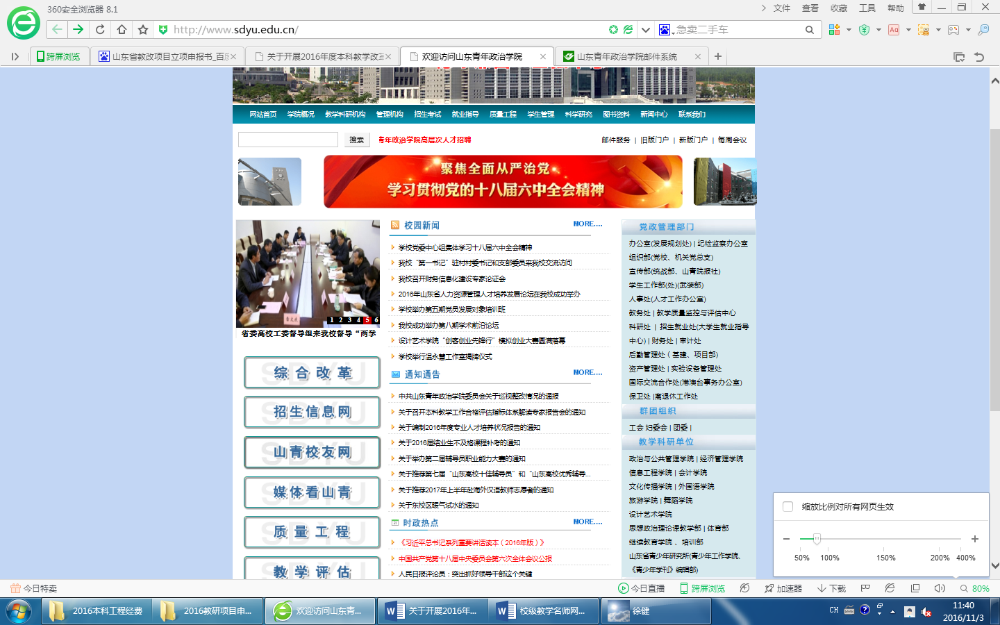 360安全浏览器 8.1
文件 查看 收藏 工具 帮助
http://www.sdyu.edu.cn/
急卖二手车
跨屏浏览
山东省教改项目立项申报书_百度
关于开展2016年度本科教学改革
欢迎访问山东青年政治学院
山东青年政治学院邮件系统
网站首页 学院概况 教学科研机构 管理机构 招生考试 就业指导 质量工程 学生管理 科学研究 图书资料 新闻中心 联系我们
搜索
青年政治学院高层次人才招聘
邮件服务 | 旧版门户 | 新版门户 | 每周会议
聚焦全面从严治党
学习贯彻党的十八届六中全会精神
1 2 3 4 5 6
省委高校工委督导组来我校督导“两学
综合改革
招生信息网
山青校友网
媒体看山青
质量工程
教学评估
校园新闻
MORE....
学校党委中心组集体学习十八届六中全会精神
我校“第一书记”驻村村委书记和支部委员来我校交流访问
我校召开财务信息化建设专家论证会
2016年山东省人力资源管理人才培养发展论坛在我校成功举办
学校举办第五期党员发展对象培训班
我校成功举办第八期学术前沿论坛
设计艺术学院“创客创业先锋行”模拟创业大赛圆满落幕
学校举行温永慧工作室揭牌仪式
通知通告
MORE....
中共山东青年政治学院委员会关于巡视整改情况的通报
关于召开本科教学工作合格评估指标体系解读专家报告会的通知
关于编制2016年度专业人才培养状况报告的通知
关于2016届结业生不及格课程补考的通知
关于举办第二届辅导员职业能力大赛的通知
关于推荐第七届“山东高校十佳辅导员”和“山东高校优秀辅导...
关于推荐2017年上半年赴海外汉语教师志愿者的通知
关于东校区暖气试水的通知
时政热点
MORE....
《习近平总书记系列重要讲话读本（2016年版）》
中国共产党第十八届中央委员会第六次全体会议公报
人民日报评论员：突出抓好领导干部这个关键
党政管理部门
办公室(发展规划处) | 纪检监察办公室
组织部(党校、机关党总支)
宣传部(统战部、山青院报社)
学生工作部(处)(武装部)
人事处(人才工作办公室)
教务处 | 教学质量监控与评估中心
科研处 | 招生就业处(大学生就业指导
中心) | 财务处 | 审计处
后勤管理处（基建、项目部)
资产管理处 | 实验设备管理处
国际交流合作处(港澳台事务办公室)
保卫处 |离退休工作处
群团组织
工会 妇委会 | 团委 |
教学科研单位
政治与公共管理学院 | 经济管理学院
信息工程学院 | 会计学院
文化传播学院 | 外国语学院
旅游学院 | 舞蹈学院
设计艺术学院
思想政治理论课教学部 | 体育部
继续教育学院 、培训部
山东省青少年研究所(青少年工作学院、
《青少年学刊》编辑部)
缩放比例对所有网页生效
50% 100% 150% 200% 400%
今日特卖
今日直播 跨屏浏览 加速器 下载 80%
2016本科工程经费
2016教研项目申...
欢迎访问山东青...
关于开展2016年...
校级教学名师网...
徐健
CH
11:40
2016/11/3